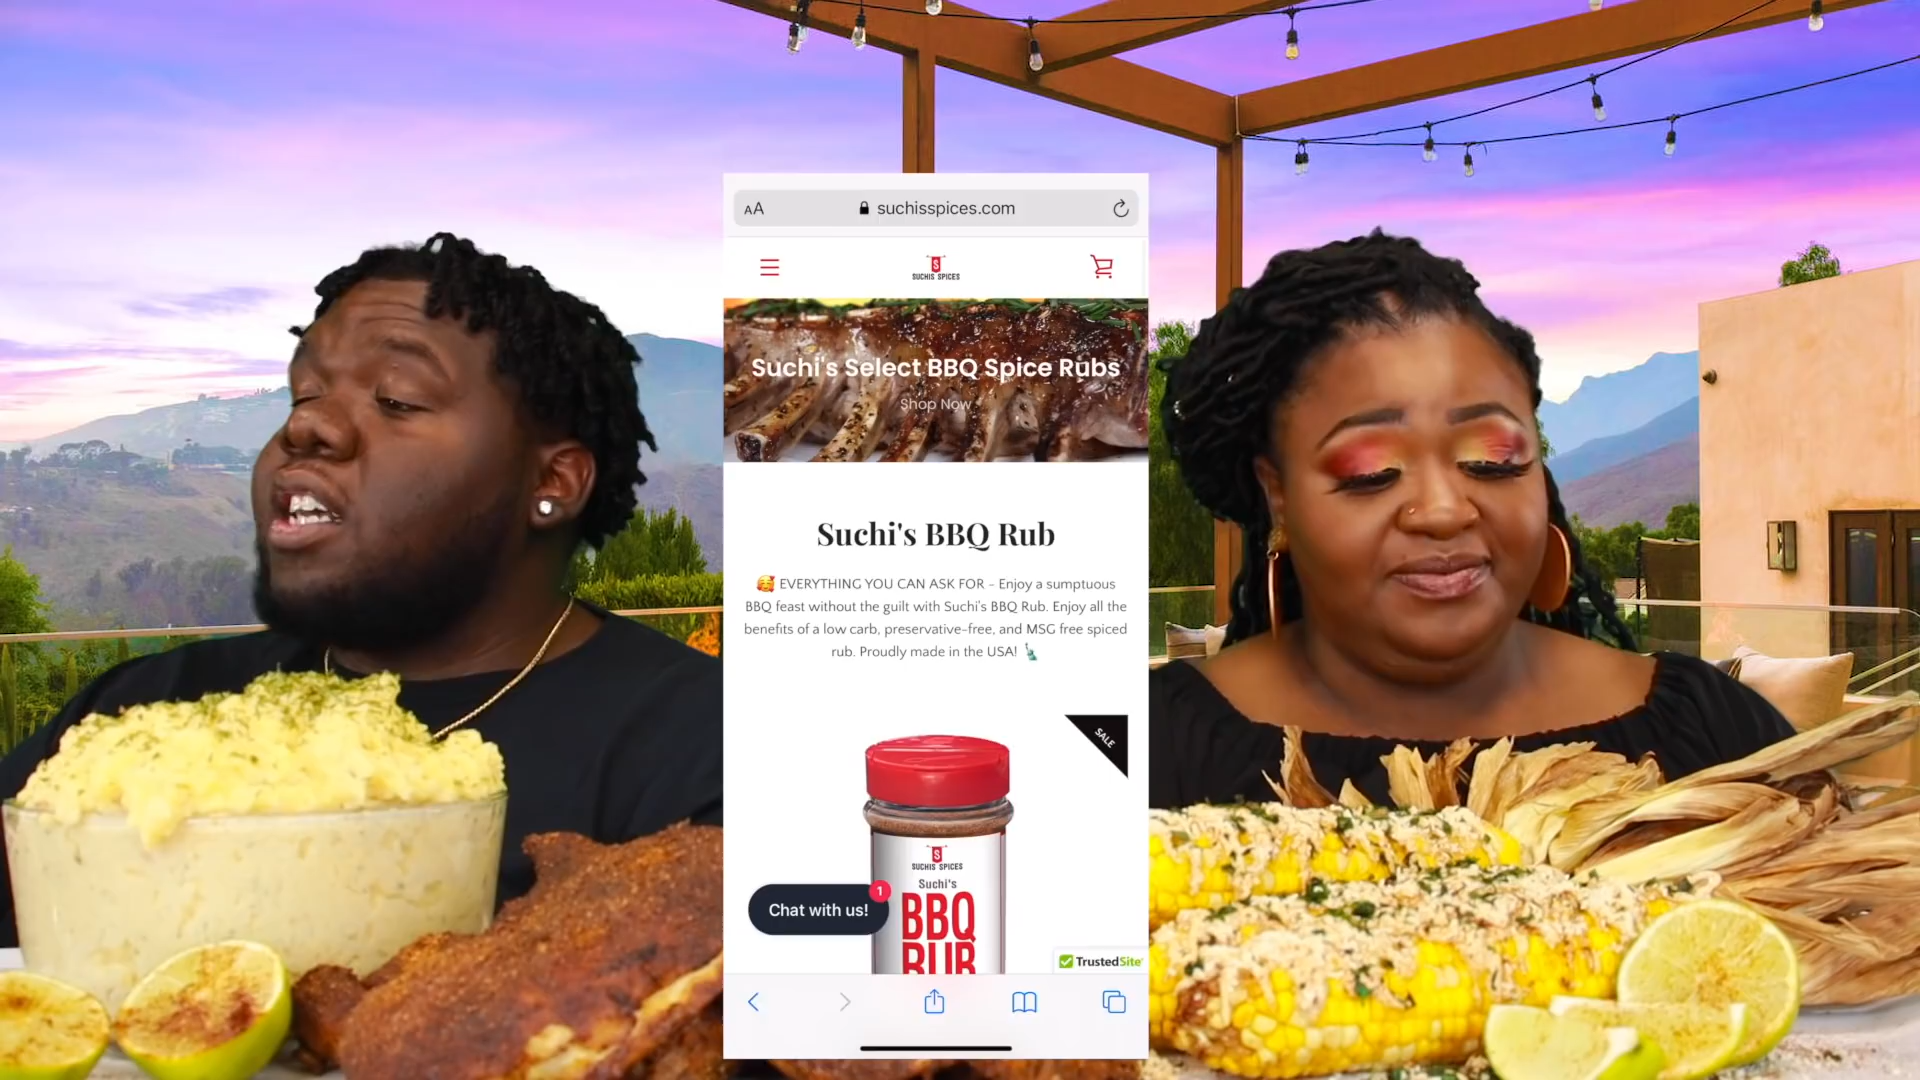 AA suchisspices.com
SUCHIS SPICES
Suchi's Select BBQ Spice Rubs
Shop Now
Suchi's BBQ Rub
🥰 EVERYTHING YOU CAN ASK FOR – Enjoy a sumptuous
BBQ feast without the guilt with Suchi's BBQ Rub. Enjoy all the
benefits of a low carb, preservative-free, and MSG free spiced
rub. Proudly made in the USA! 🗽
SALE
S
SUCHIS SPICES
Suchi's
BBQ
RUB
1
Chat with us!
TrustedSite